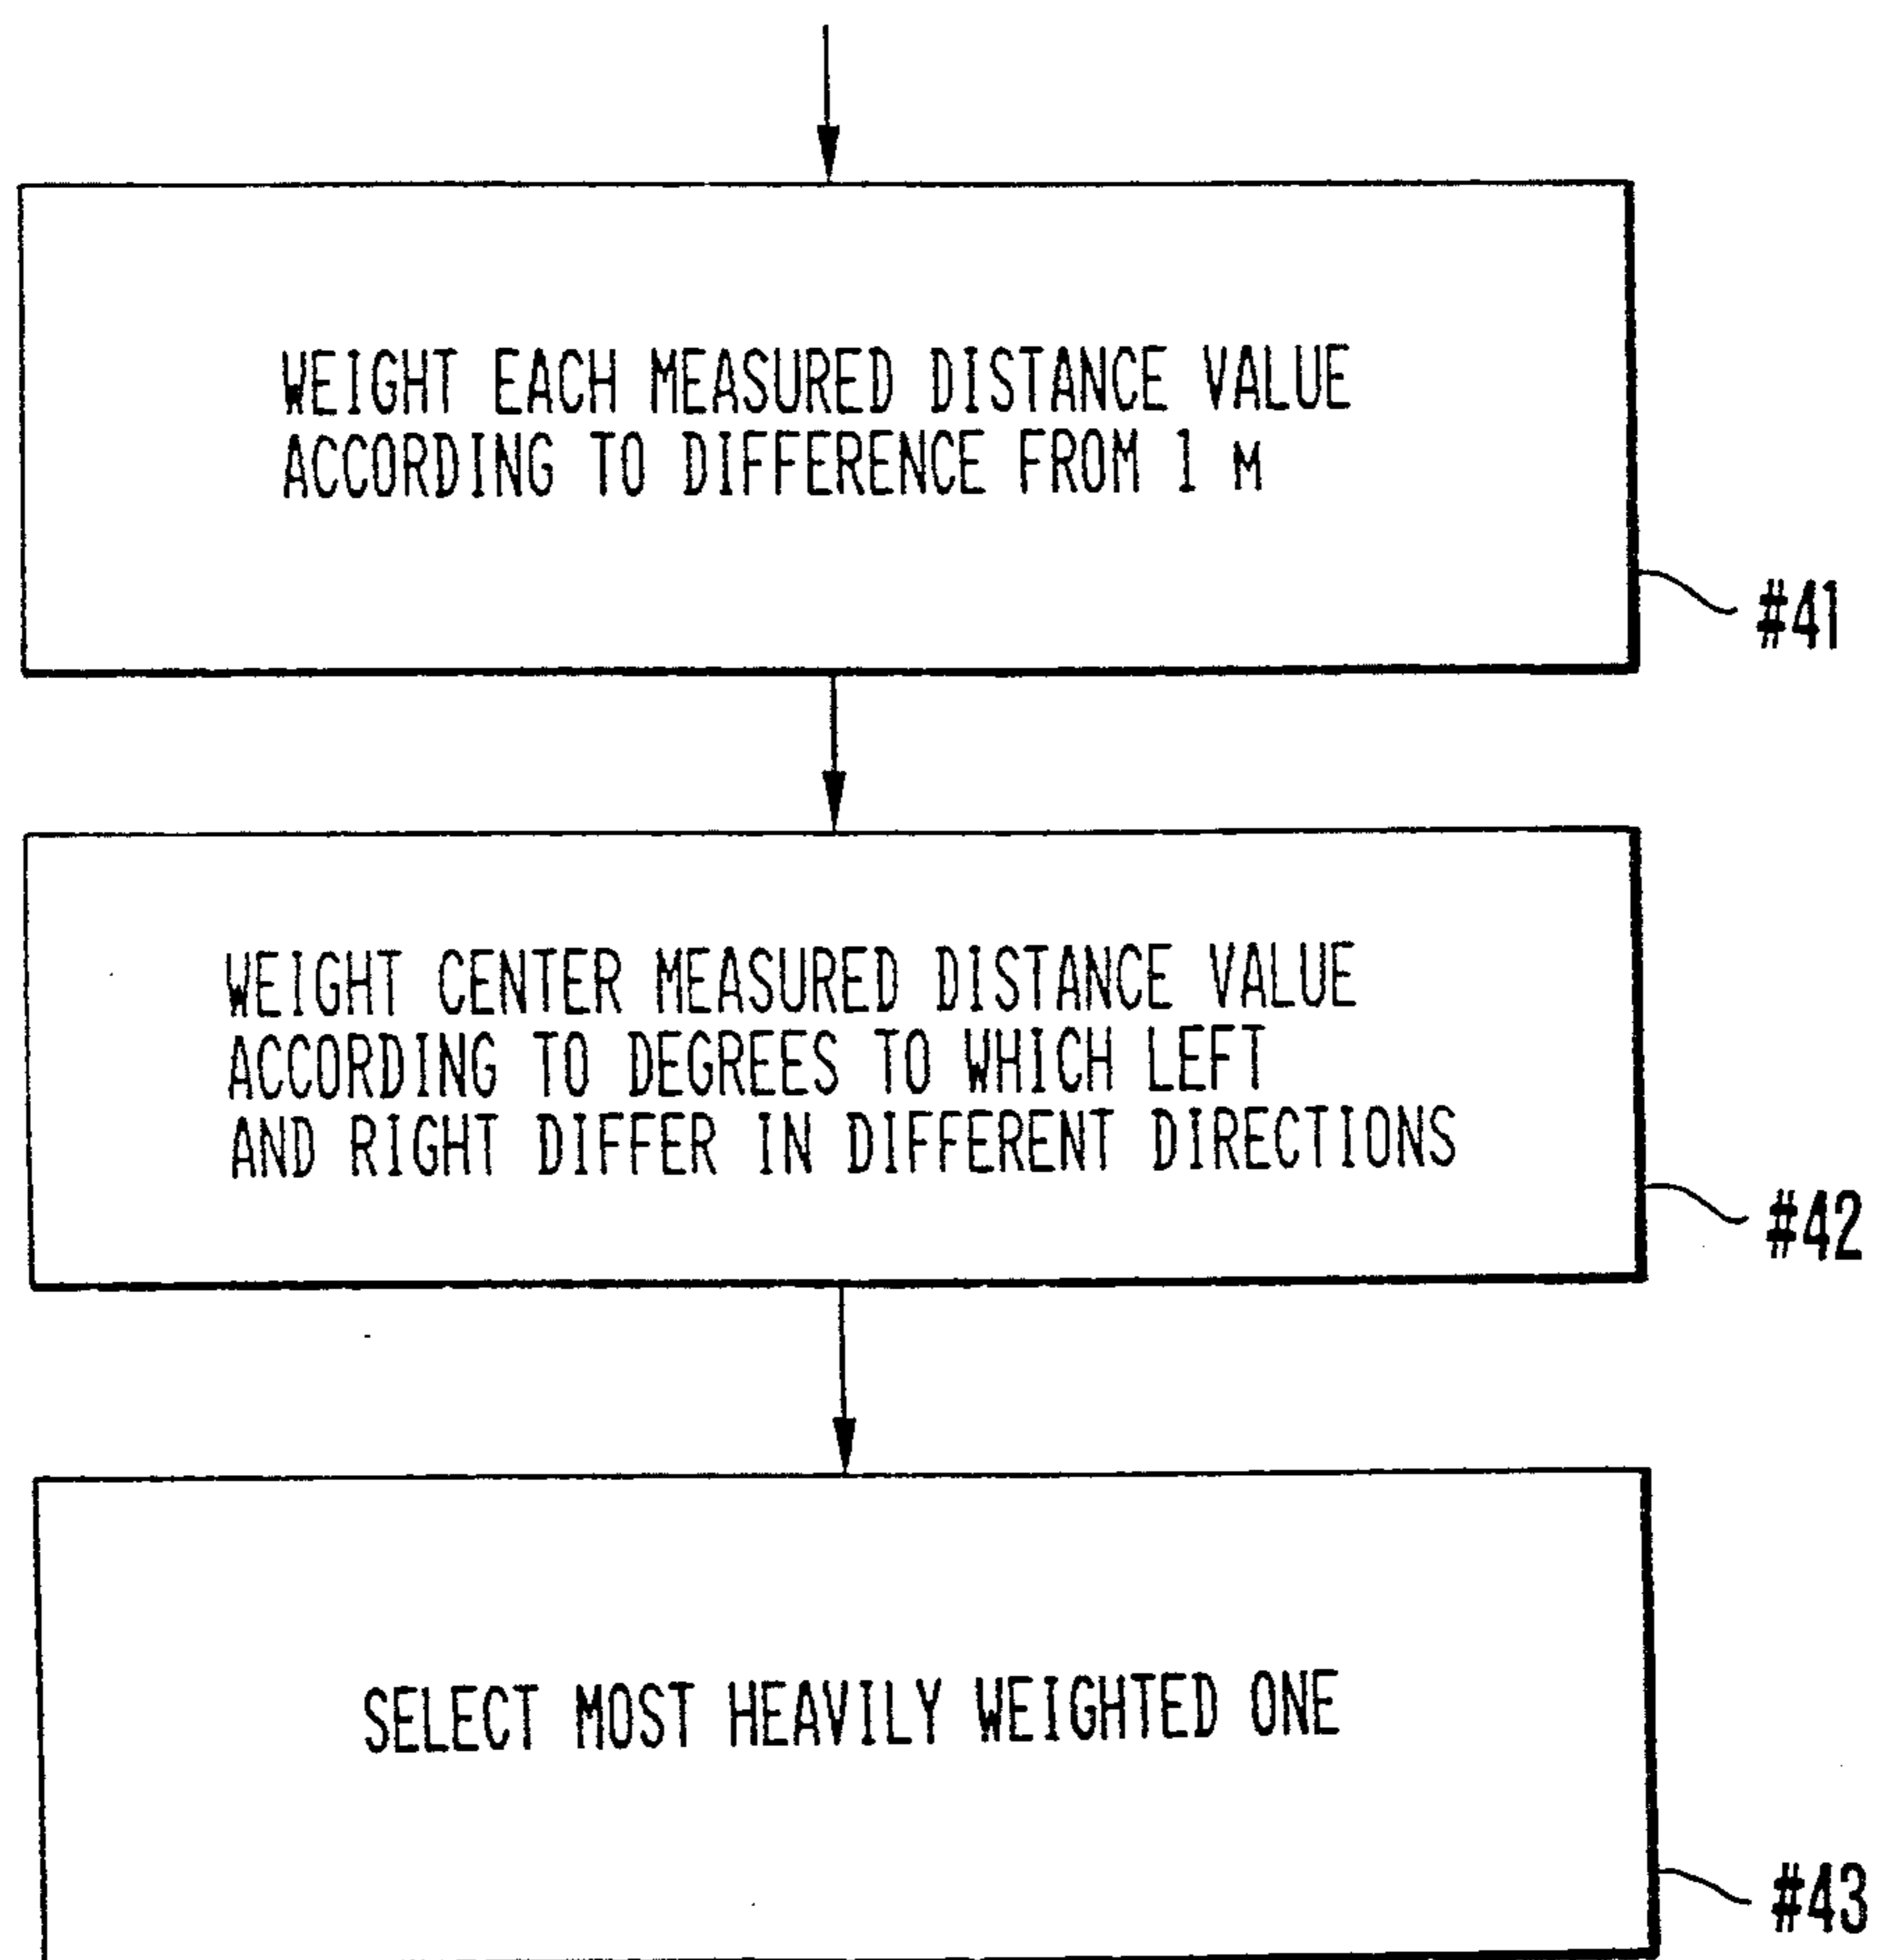 WEIGHT EACH MEASURED DISTANCE VALUE
ACCORDING TO DIFFERENCE FROM 1 M
#41
WEIGHT CENTER MEASURED DISTANCE VALUE
ACCORDING TO DEGREES TO WHICH LEFT
AND RIGHT DIFFER IN DIFFERENT DIRECTIONS
#42
SELECT MOST HEAVILY WEIGHTED ONE
#43